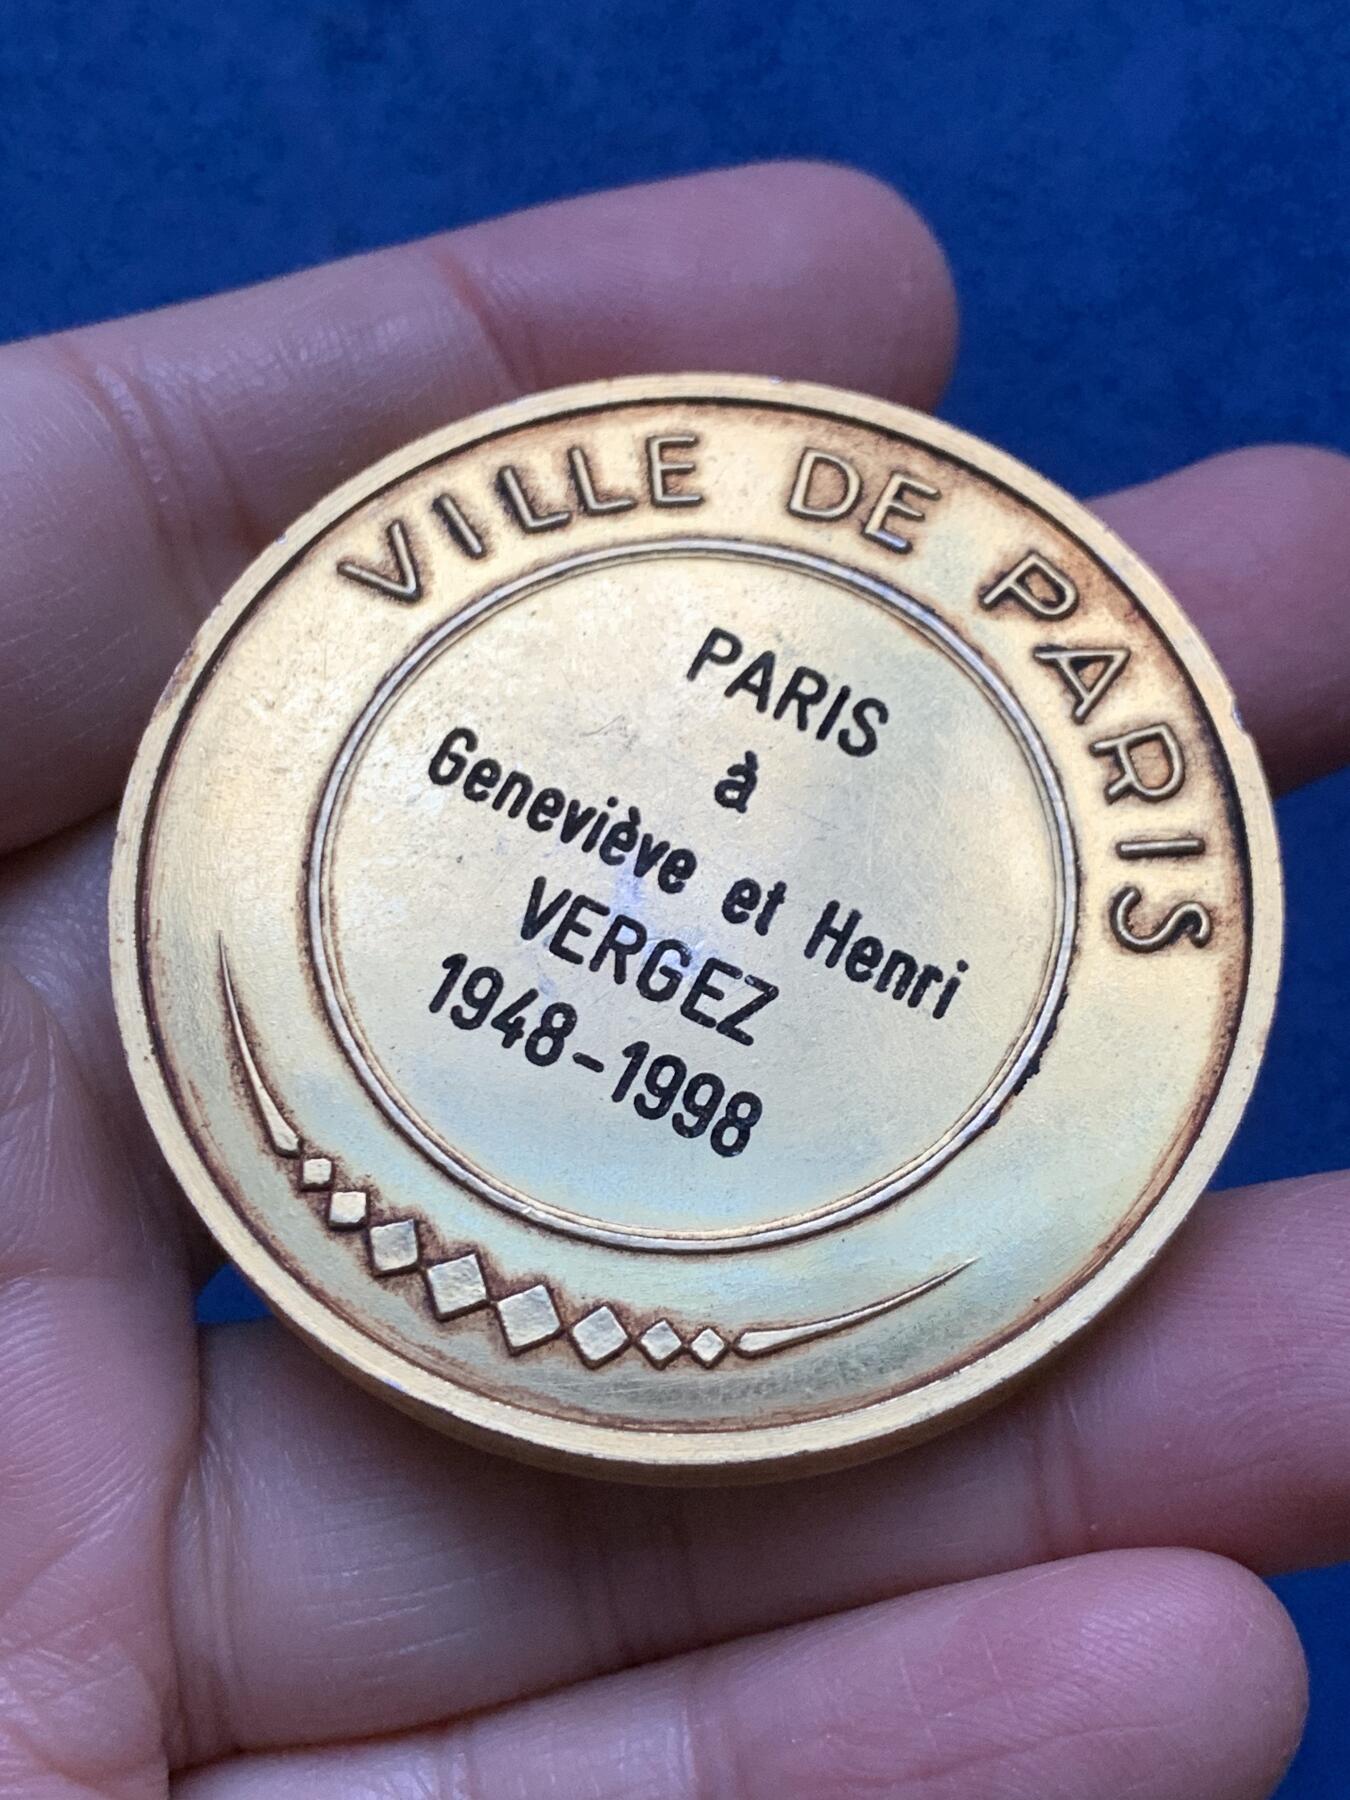 VILLE DE PARIS
PARIS
à
Geneviève et Henri
VERGEZ
1948-1998